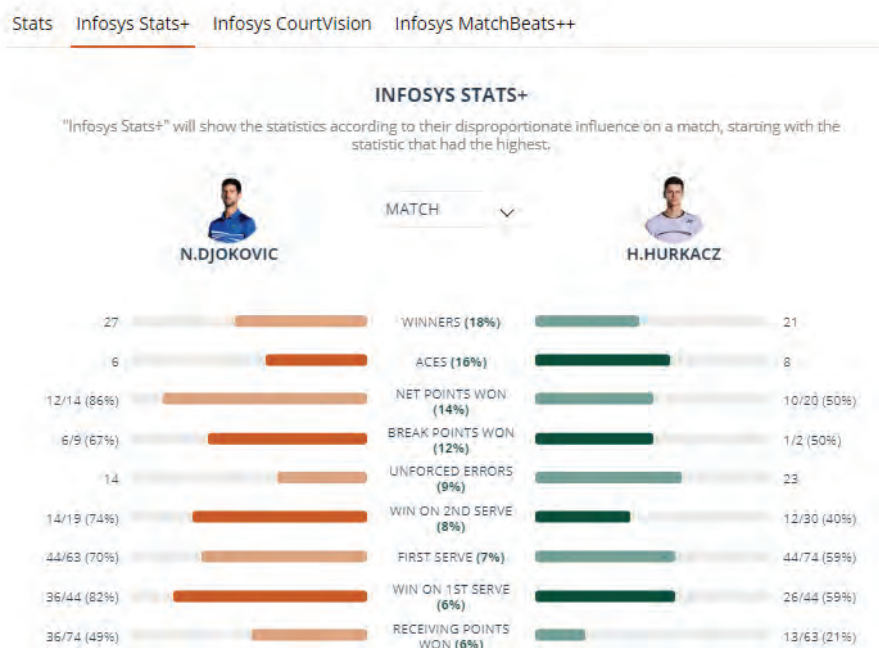 Stats Infosys Stats+ Infosys CourtVision Infosys MatchBeats++
INFOSYS STATS+
"Infosys Stats+" will show the statistics according to their disproportionate influence on a match, starting with the
statistic that had the highest.
MATCH
N.DJOKOVIC H.HURKACZ
27 WINNERS (18%) 21
6 ACES (16%) 8
12/14 (86%) NET POINTS WON (14%) 10/20 (50%)
6/9 (67%) BREAK POINTS WON (12%) 1/2 (50%)
14 UNFORCED ERRORS (9%) 23
14/19 (74%) WIN ON 2ND SERVE (8%) 12/30 (40%)
44/63 (70%) FIRST SERVE (7%) 44/74 (59%)
36/44 (82%) WIN ON 1ST SERVE (6%) 26/44 (59%)
36/74 (49%) RECEIVING POINTS WON (6%) 13/63 (21%)